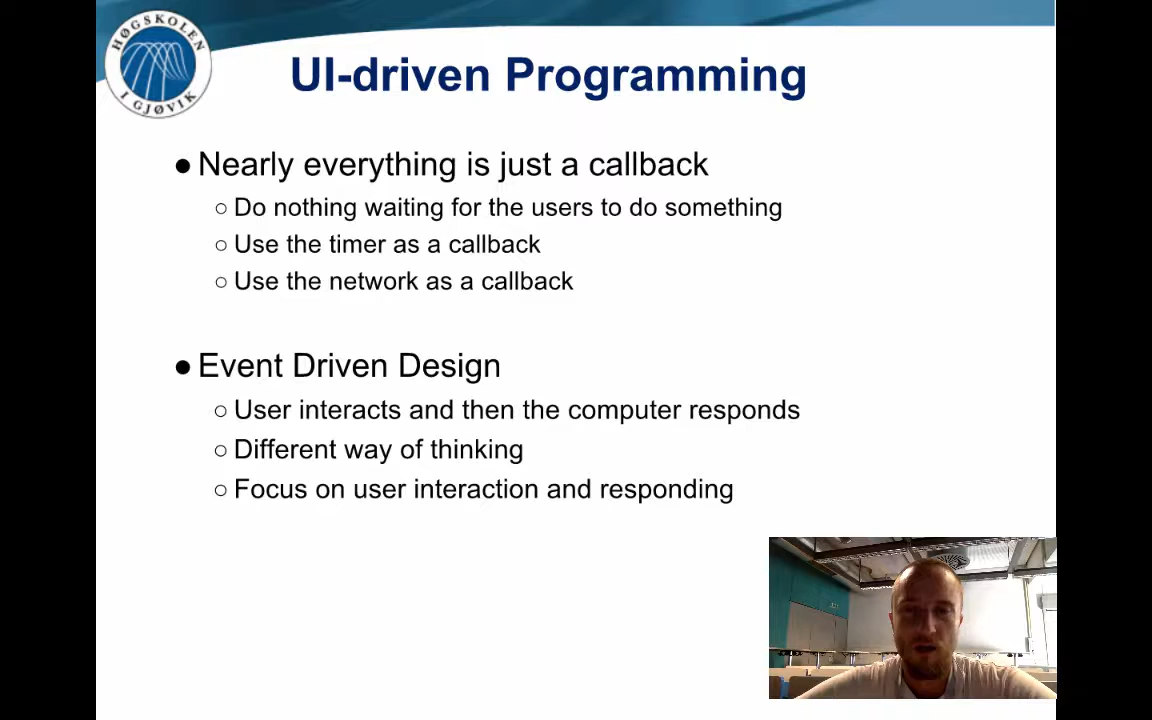 HØGSKOLEN
I GJØVIK
UI-driven Programming
● Nearly everything is just a callback
○ Do nothing waiting for the users to do something
○ Use the timer as a callback
○ Use the network as a callback
● Event Driven Design
○ User interacts and then the computer responds
○ Different way of thinking
○ Focus on user interaction and responding